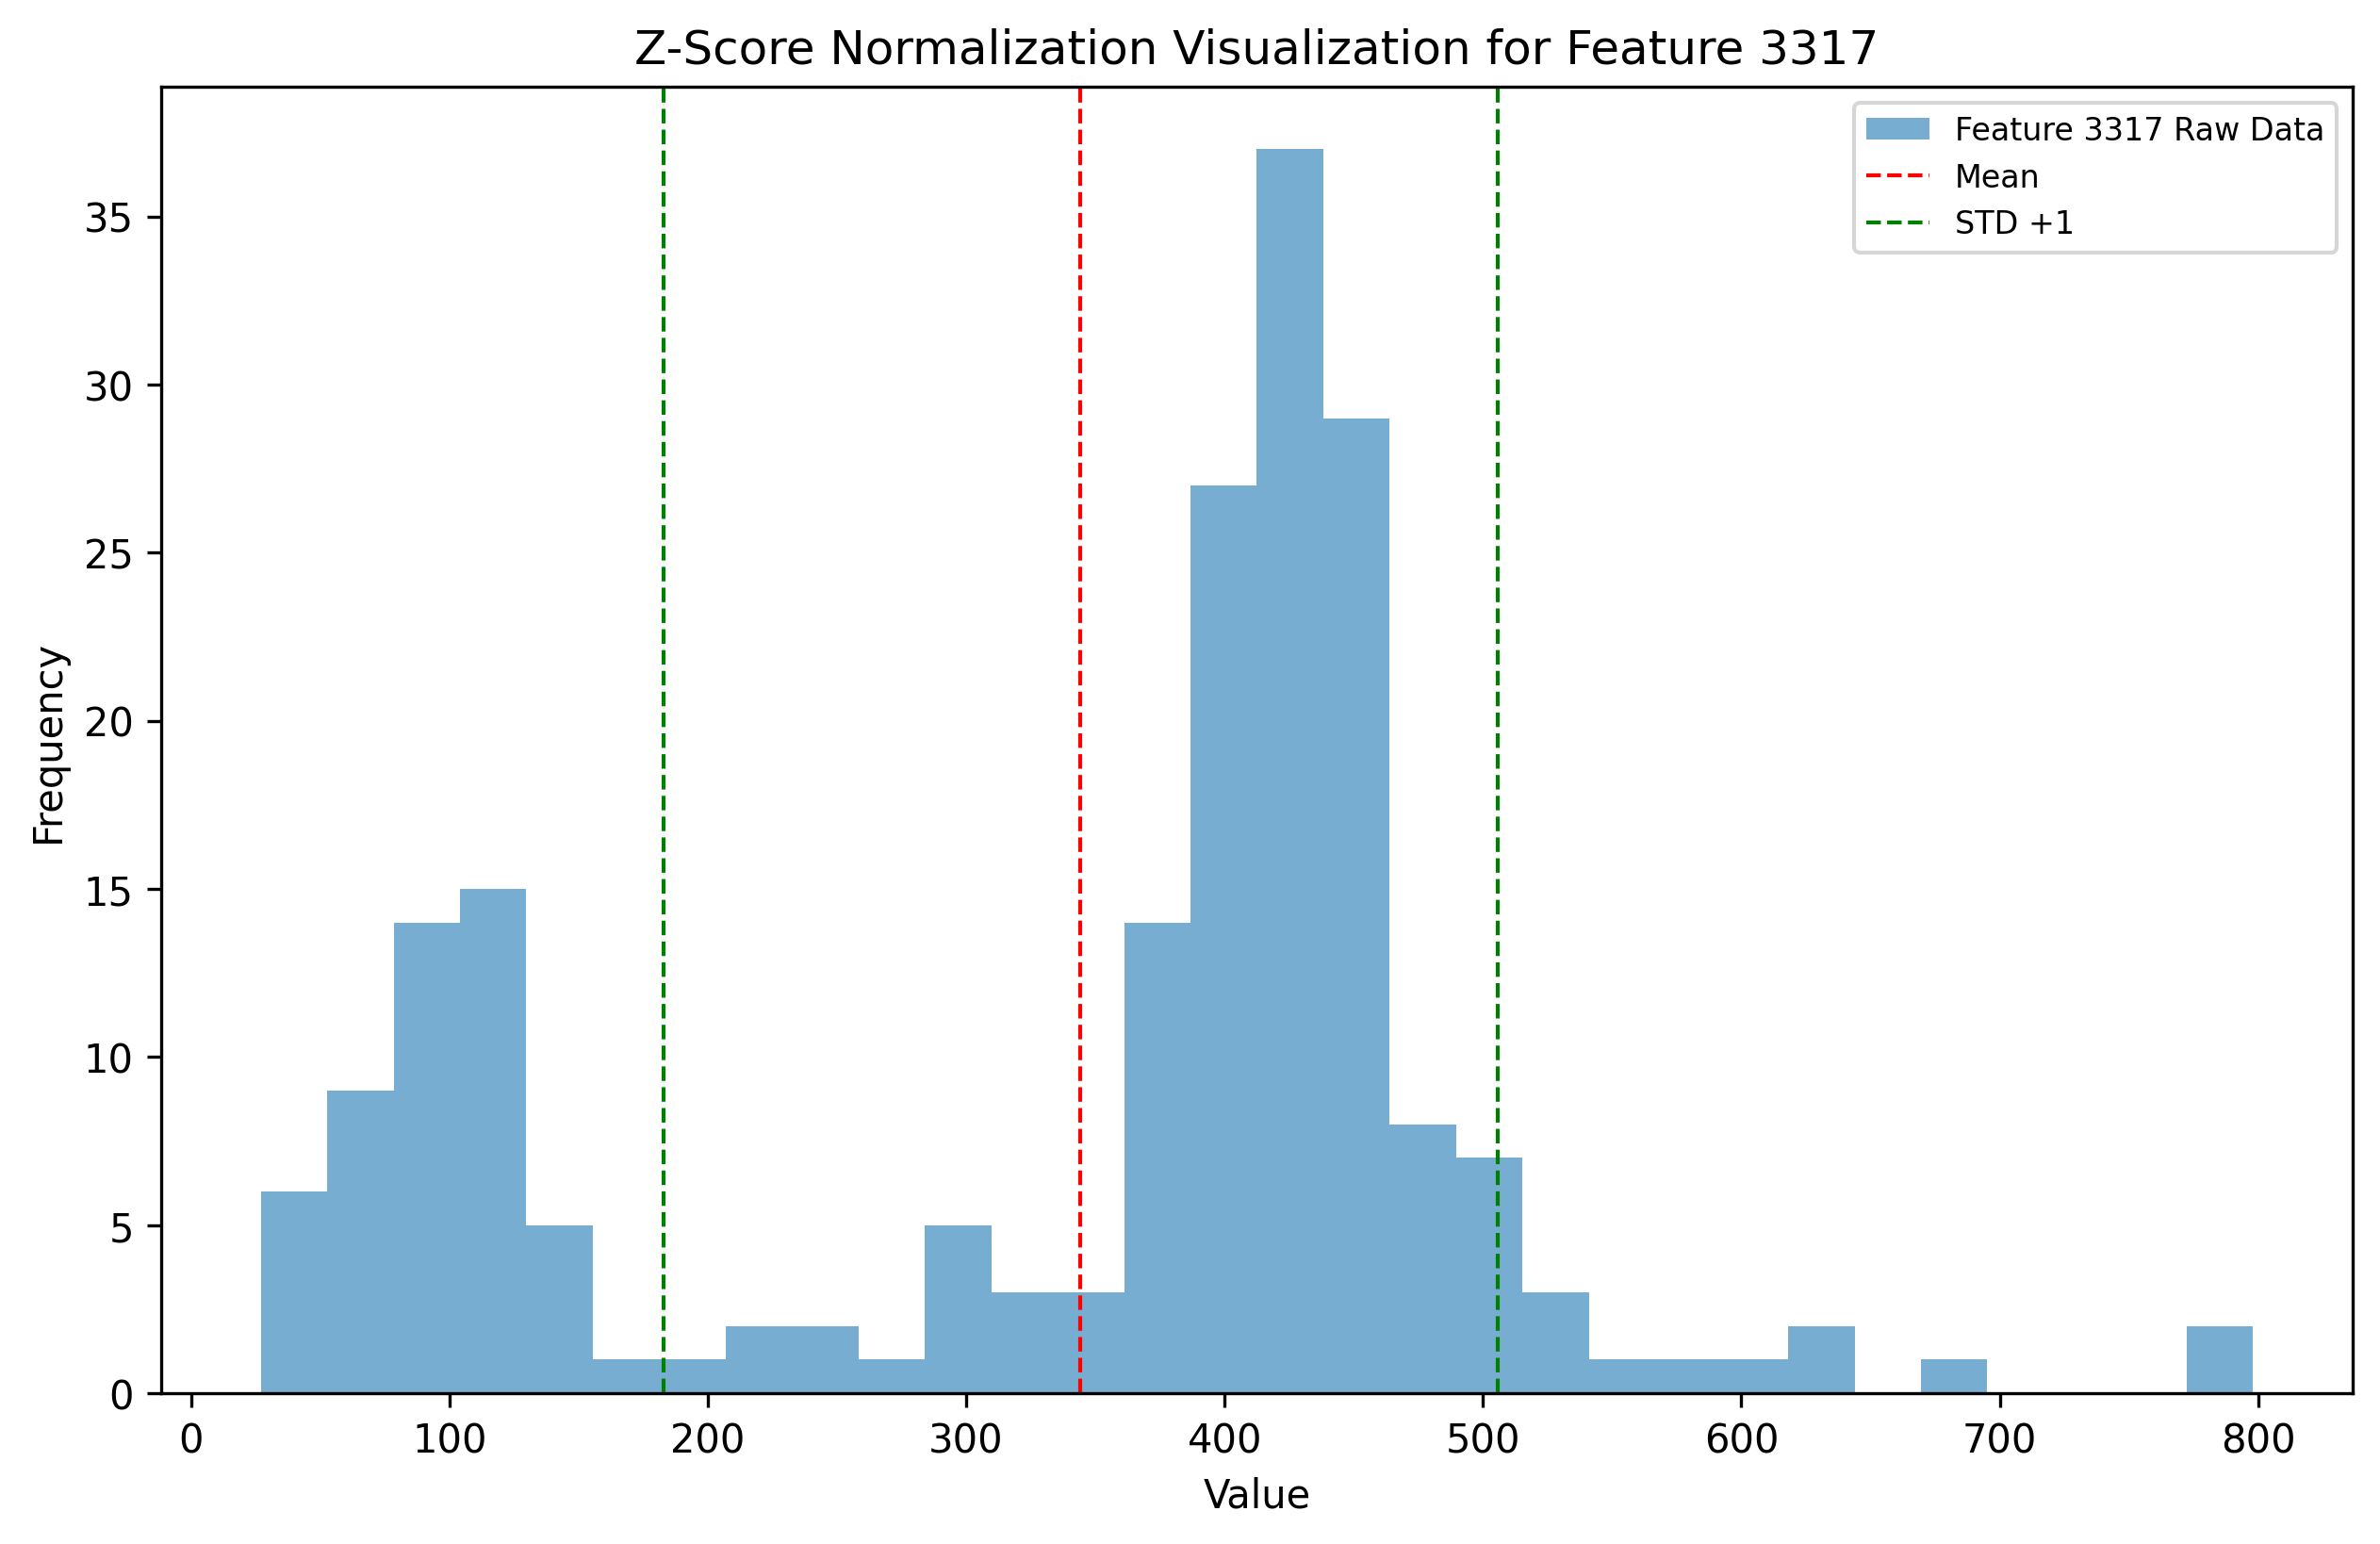 Z-Score Normalization Visualization for Feature 3317
Feature 3317 Raw Data
Mean
STD +1
35
30
25
20
15
10
5
0
Frequency
0 100 200 300 400 500 600 700 800
Value